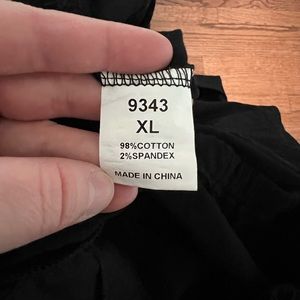 9343
XL
98%COTTON
2%SPANDEX
MADE IN CHINA